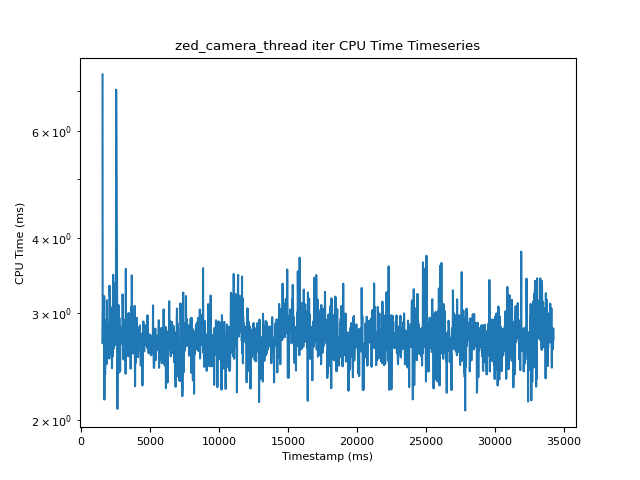 zed_camera_thread iter CPU Time Timeseries
6 × 10⁰
4 × 10⁰
3 × 10⁰
2 × 10⁰
CPU Time (ms)
0 5000 10000 15000 20000 25000 30000 35000
Timestamp (ms)